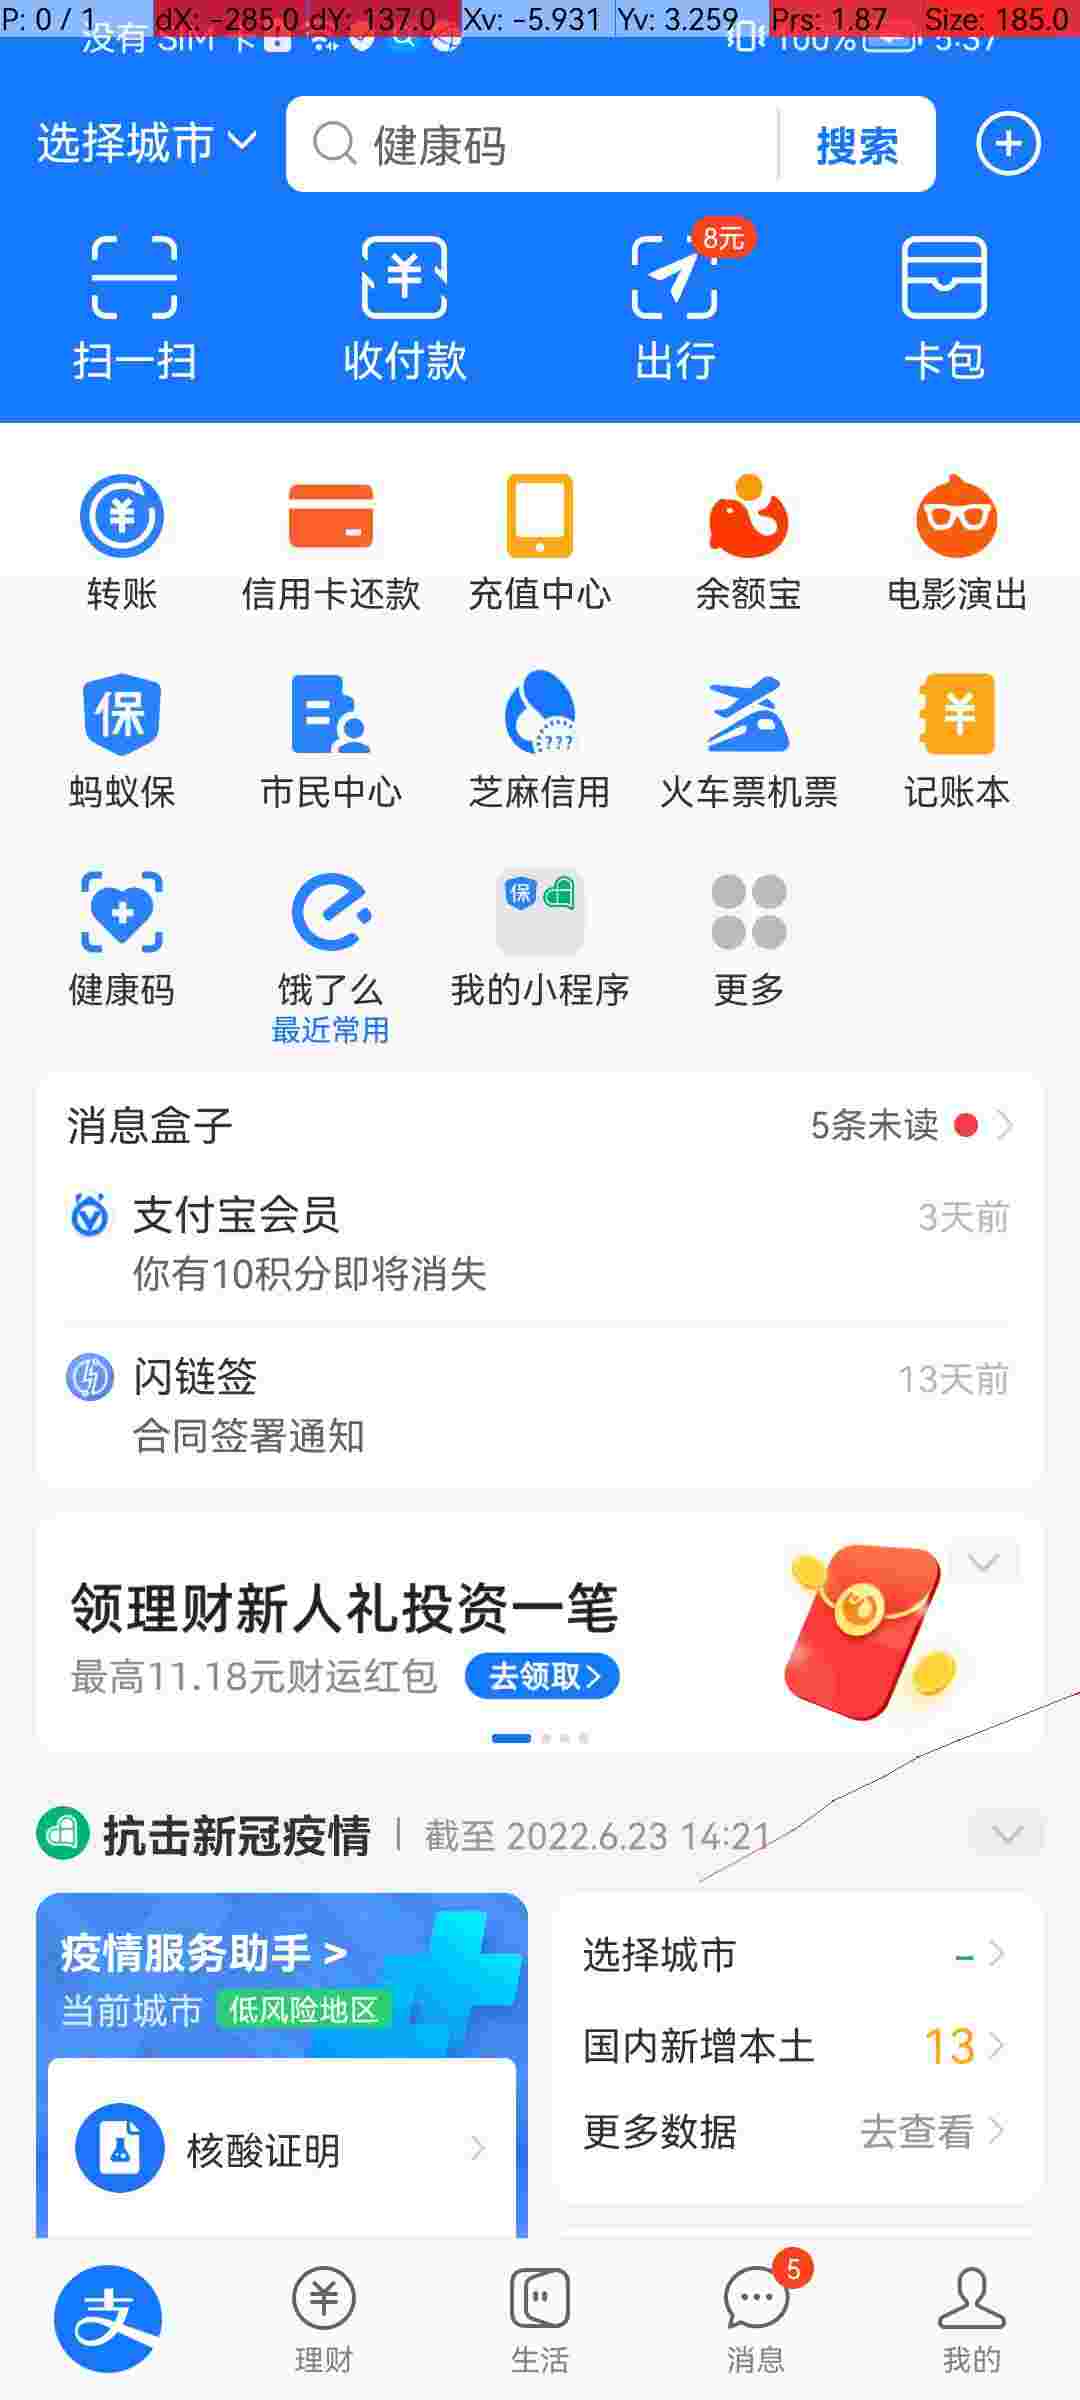 P: 0 / 1 dX: -285.0 dY: 137.0 Xv: -5.931 Yv: 3.259 Prs: 1.87 Size: 185.0
没有 SIM 卡 100% 5:37
选择城市 健康码 搜索
8元
扫一扫 收付款 出行 卡包
转账 信用卡还款 充值中心 余额宝 电影演出
保 ???
蚂蚁保 市民中心 芝麻信用 火车票机票 记账本
保
健康码 饿了么 我的小程序 更多
最近常用
消息盒子 5条未读
支付宝会员 3天前
你有10积分即将消失
闪链签 13天前
合同签署通知
领理财新人礼投资一笔
最高11.18元财运红包 去领取>
抗击新冠疫情 | 截至 2022.6.23 14:21
疫情服务助手 >
当前城市 低风险地区
核酸证明
选择城市 –
国内新增本土 13
更多数据 去查看
5
支 理财 生活 消息 我的